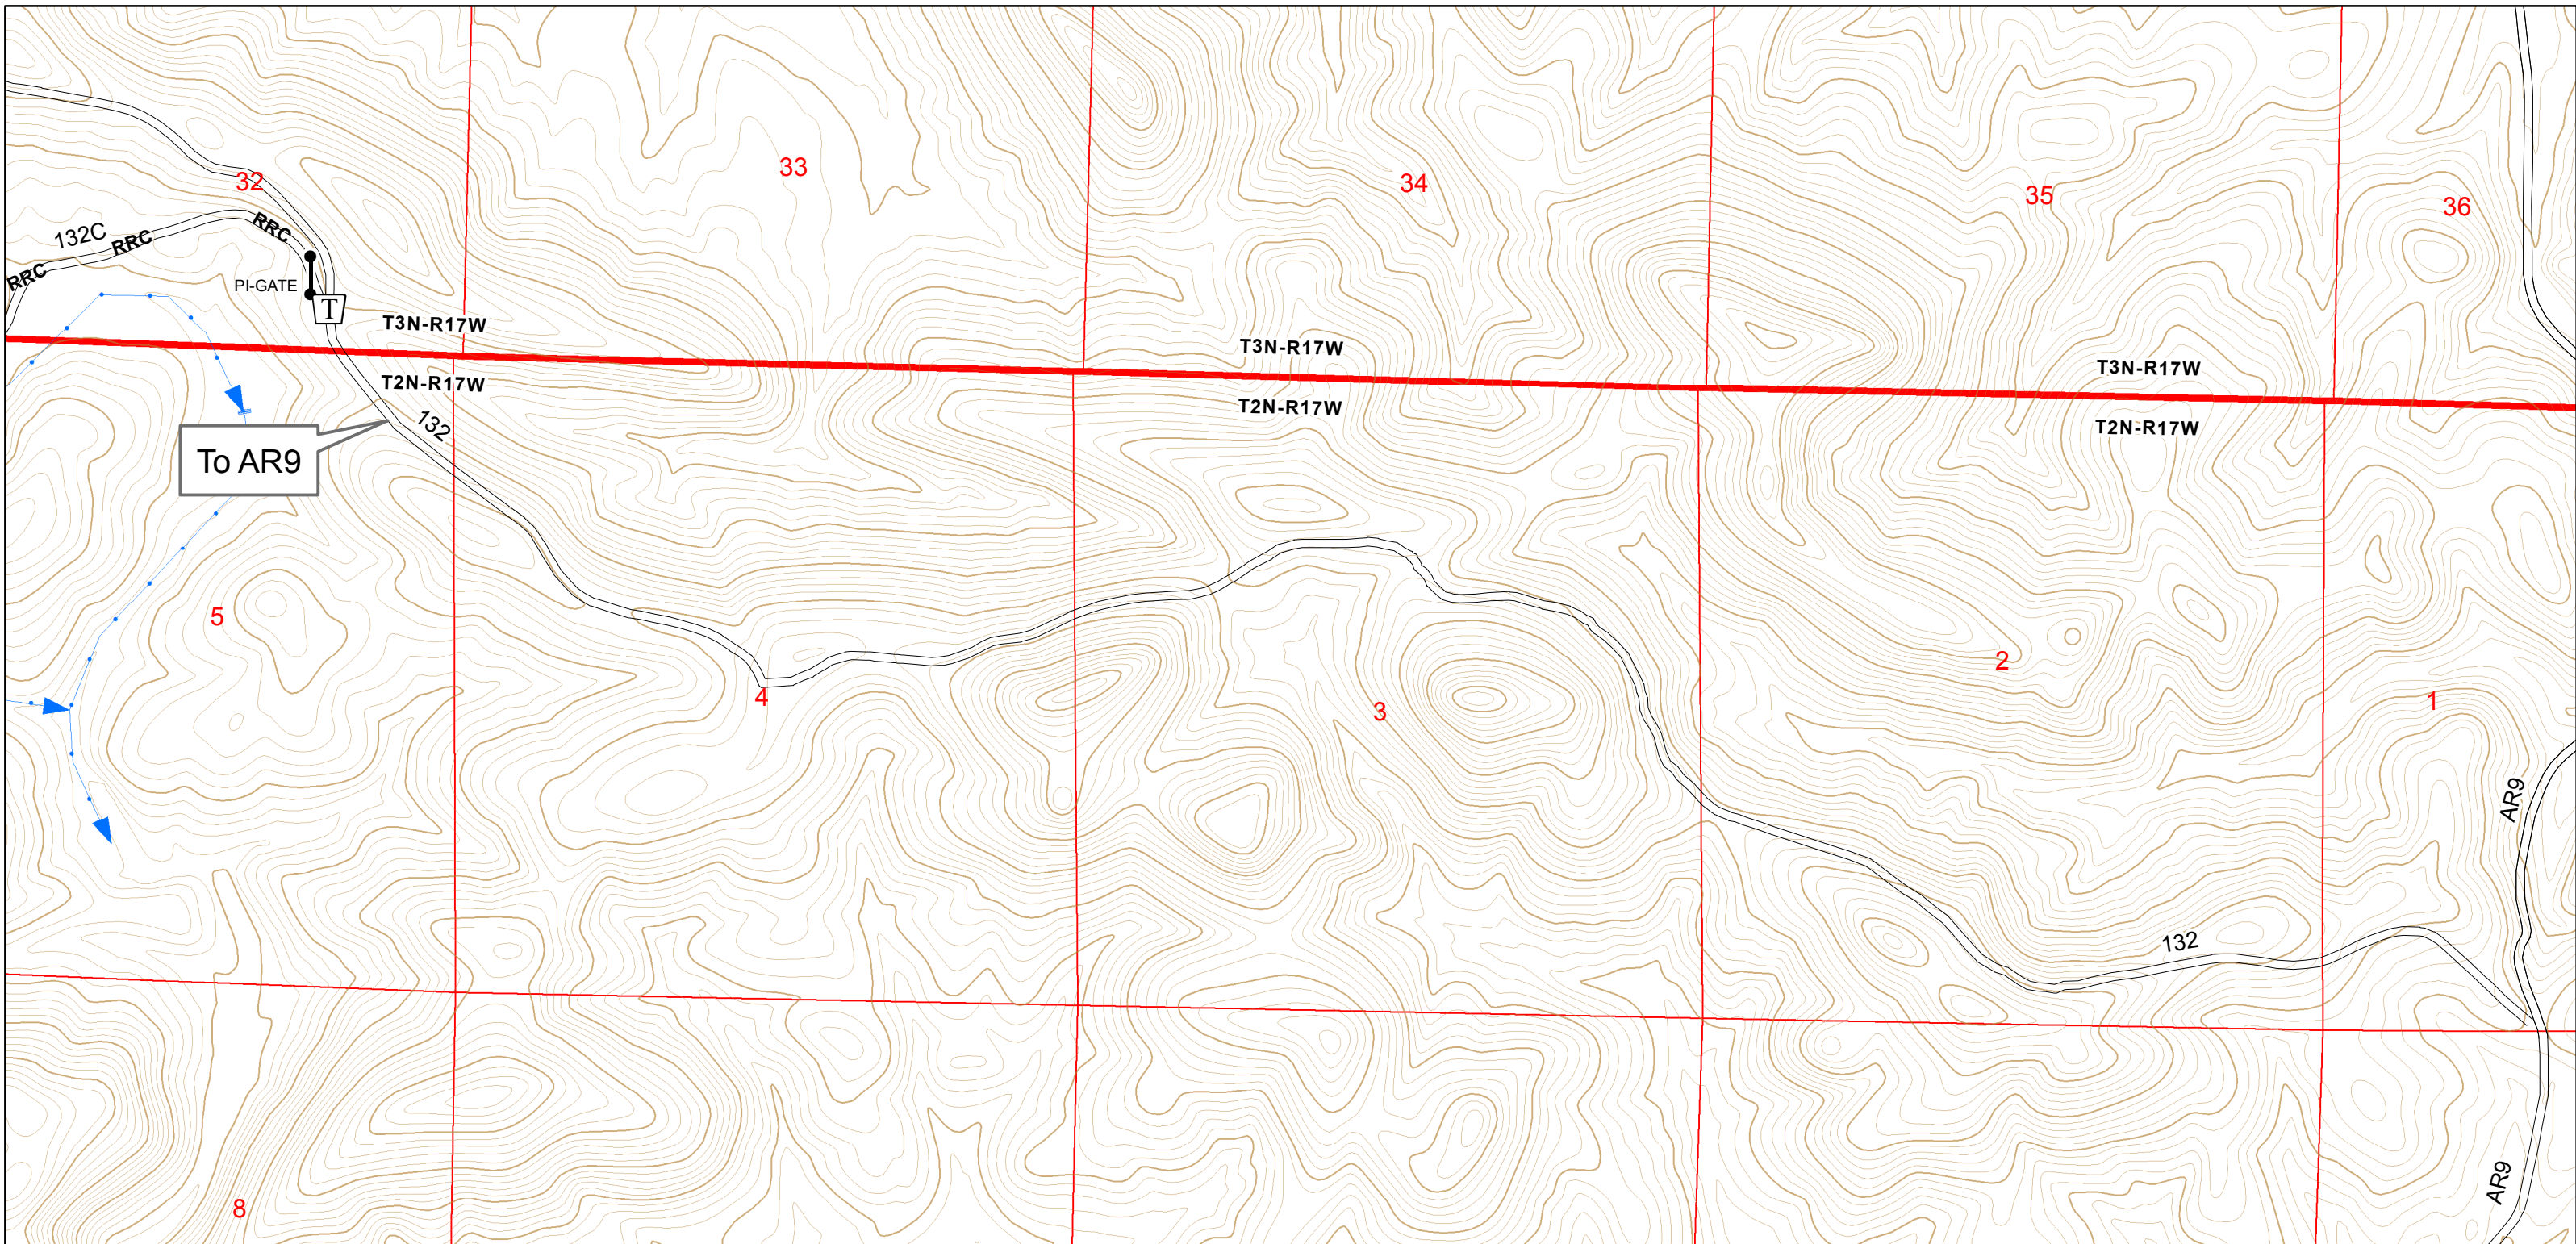 33
32
34
35
36
RRC
132C
RRC
RRC
PI-GATE
T
T3N-R17W
T3N-R17W
T3N-R17W
T2N-R17W
T2N-R17W
T2N-R17W
132
To AR9
5
4
3
2
1
AR9
132
AR9
8